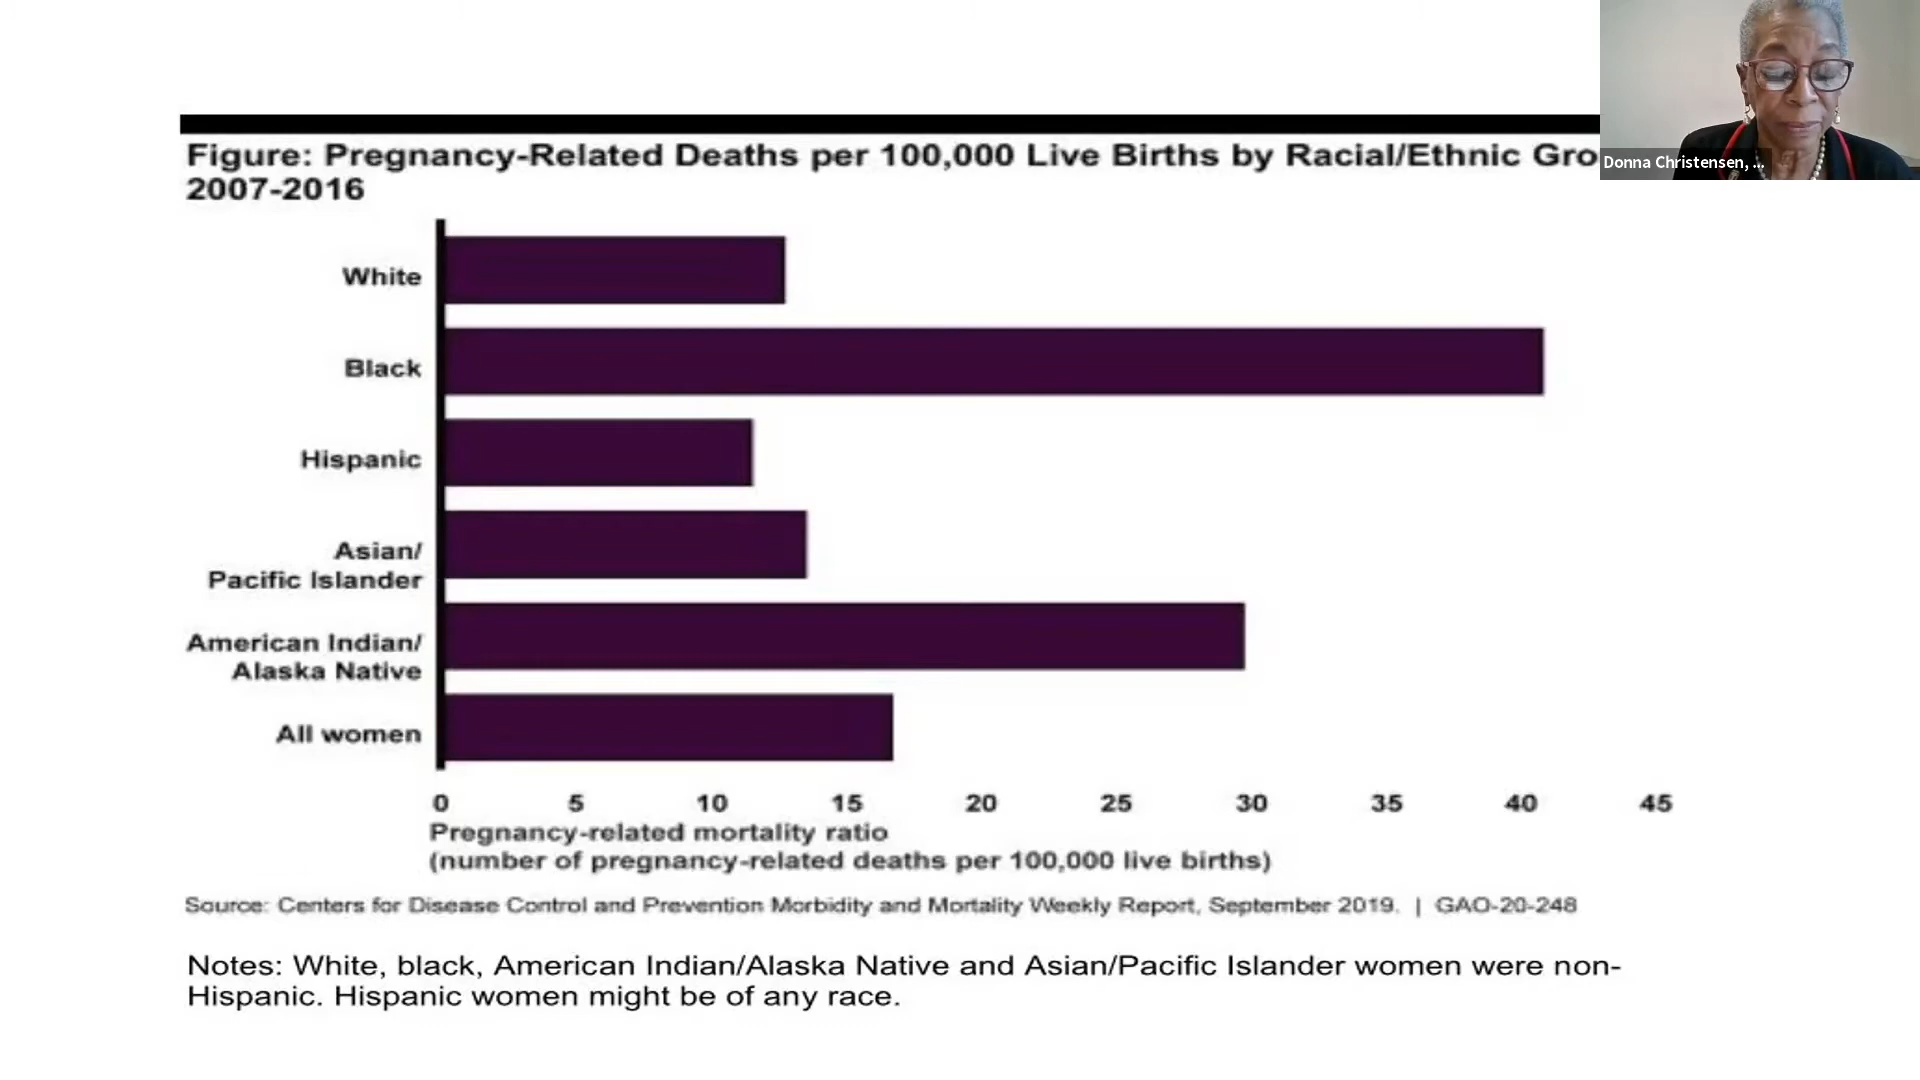 Donna Christensen, ...
Figure: Pregnancy-Related Deaths per 100,000 Live Births by Racial/Ethnic Gro
2007-2016
White
Black
Hispanic
Asian/
Pacific Islander
American Indian/
Alaska Native
All women
0 5 10 15 20 25 30 35 40 45
Pregnancy-related mortality ratio
(number of pregnancy-related deaths per 100,000 live births)
Source: Centers for Disease Control and Prevention Morbidity and Mortality Weekly Report, September 2019. | GAO-20-248
Notes: White, black, American Indian/Alaska Native and Asian/Pacific Islander women were non-
Hispanic. Hispanic women might be of any race.